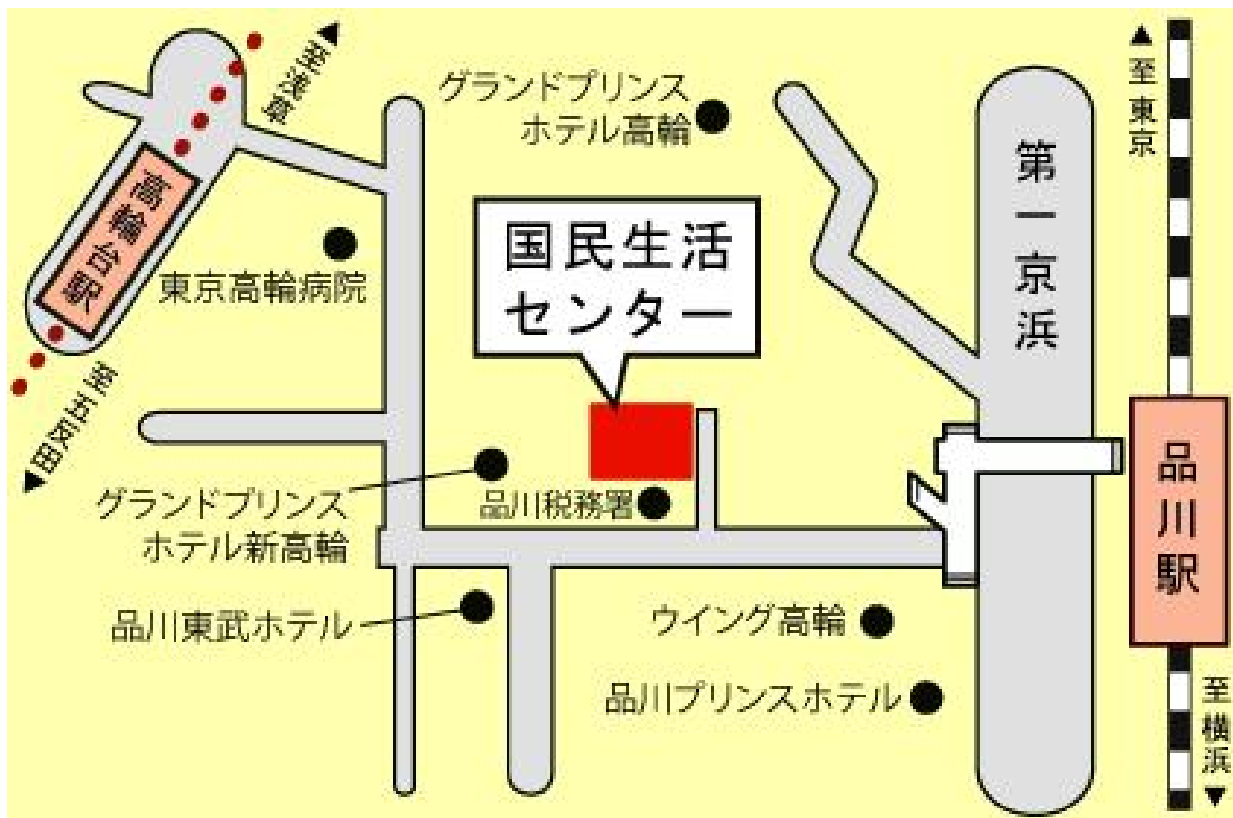 至浅草
グランドプリンス
ホテル高輪
至東京
第一京浜
高輪台駅
国民生活
センター
東京高輪病院
至五反田
品川駅
グランドプリンス
ホテル新高輪
品川税務署
品川東武ホテル
ウイング高輪
品川プリンスホテル
至横浜